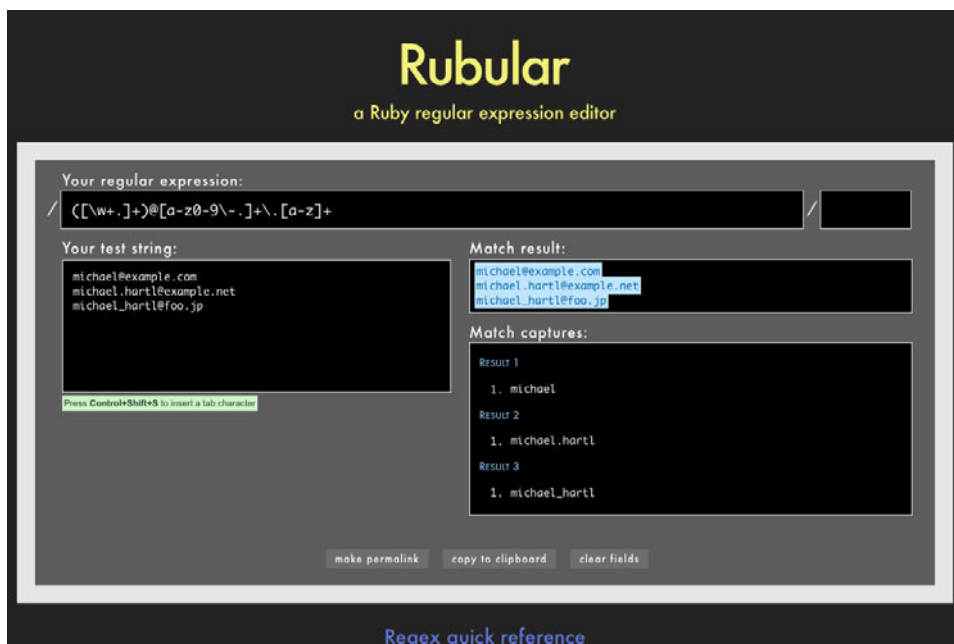 Rubular
a Ruby regular expression editor
Your regular expression:
/ ([\w+.]+)@[a-z0-9\-.]+\.[a-z]+ /
Your test string:
michael@example.com
michael.hartl@example.net
michael_hartl@foo.jp
Press Control+Shift+S to insert a tab character
Match result:
michael@example.com
michael.hartl@example.net
michael_hartl@foo.jp
Match captures:
RESULT 1
1. michael
RESULT 2
1. michael.hartl
RESULT 3
1. michael_hartl
make permalink copy to clipboard clear fields
Regex quick reference